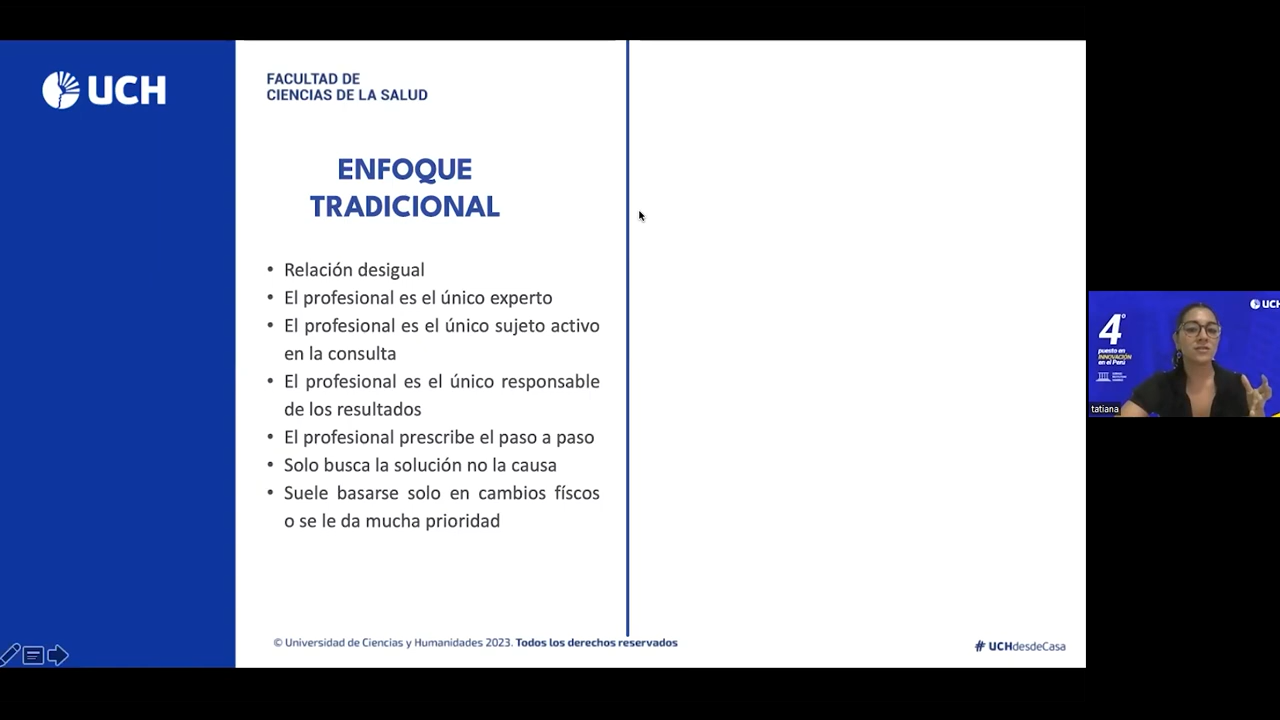 UCH
FACULTAD DE
CIENCIAS DE LA SALUD
ENFOQUE
TRADICIONAL
• Relación desigual
• El profesional es el único experto
• El profesional es el único sujeto activo
en la consulta
• El profesional es el único responsable
de los resultados
• El profesional prescribe el paso a paso
• Solo busca la solución no la causa
• Suele basarse solo en cambios físcos
o se le da mucha prioridad
© Universidad de Ciencias y Humanidades 2023. Todos los derechos reservados
# UCHdesdeCasa
UCH
4°
puesto en
INNOVACIÓN
en el Perú
tatiana